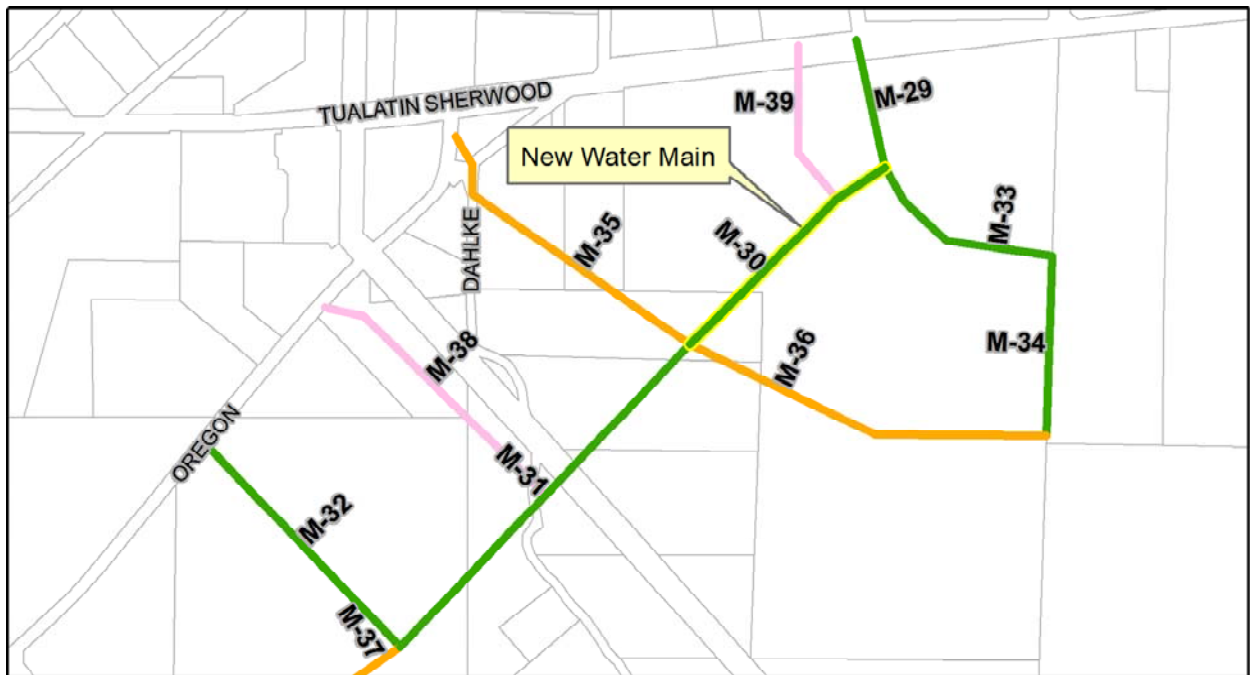 TUALATIN SHERWOOD
M-39
M-29
New Water Main
M-33
M-35
M-30
DAHLKE
M-34
M-38
M-36
OREGON
M-31
M-32
M-37